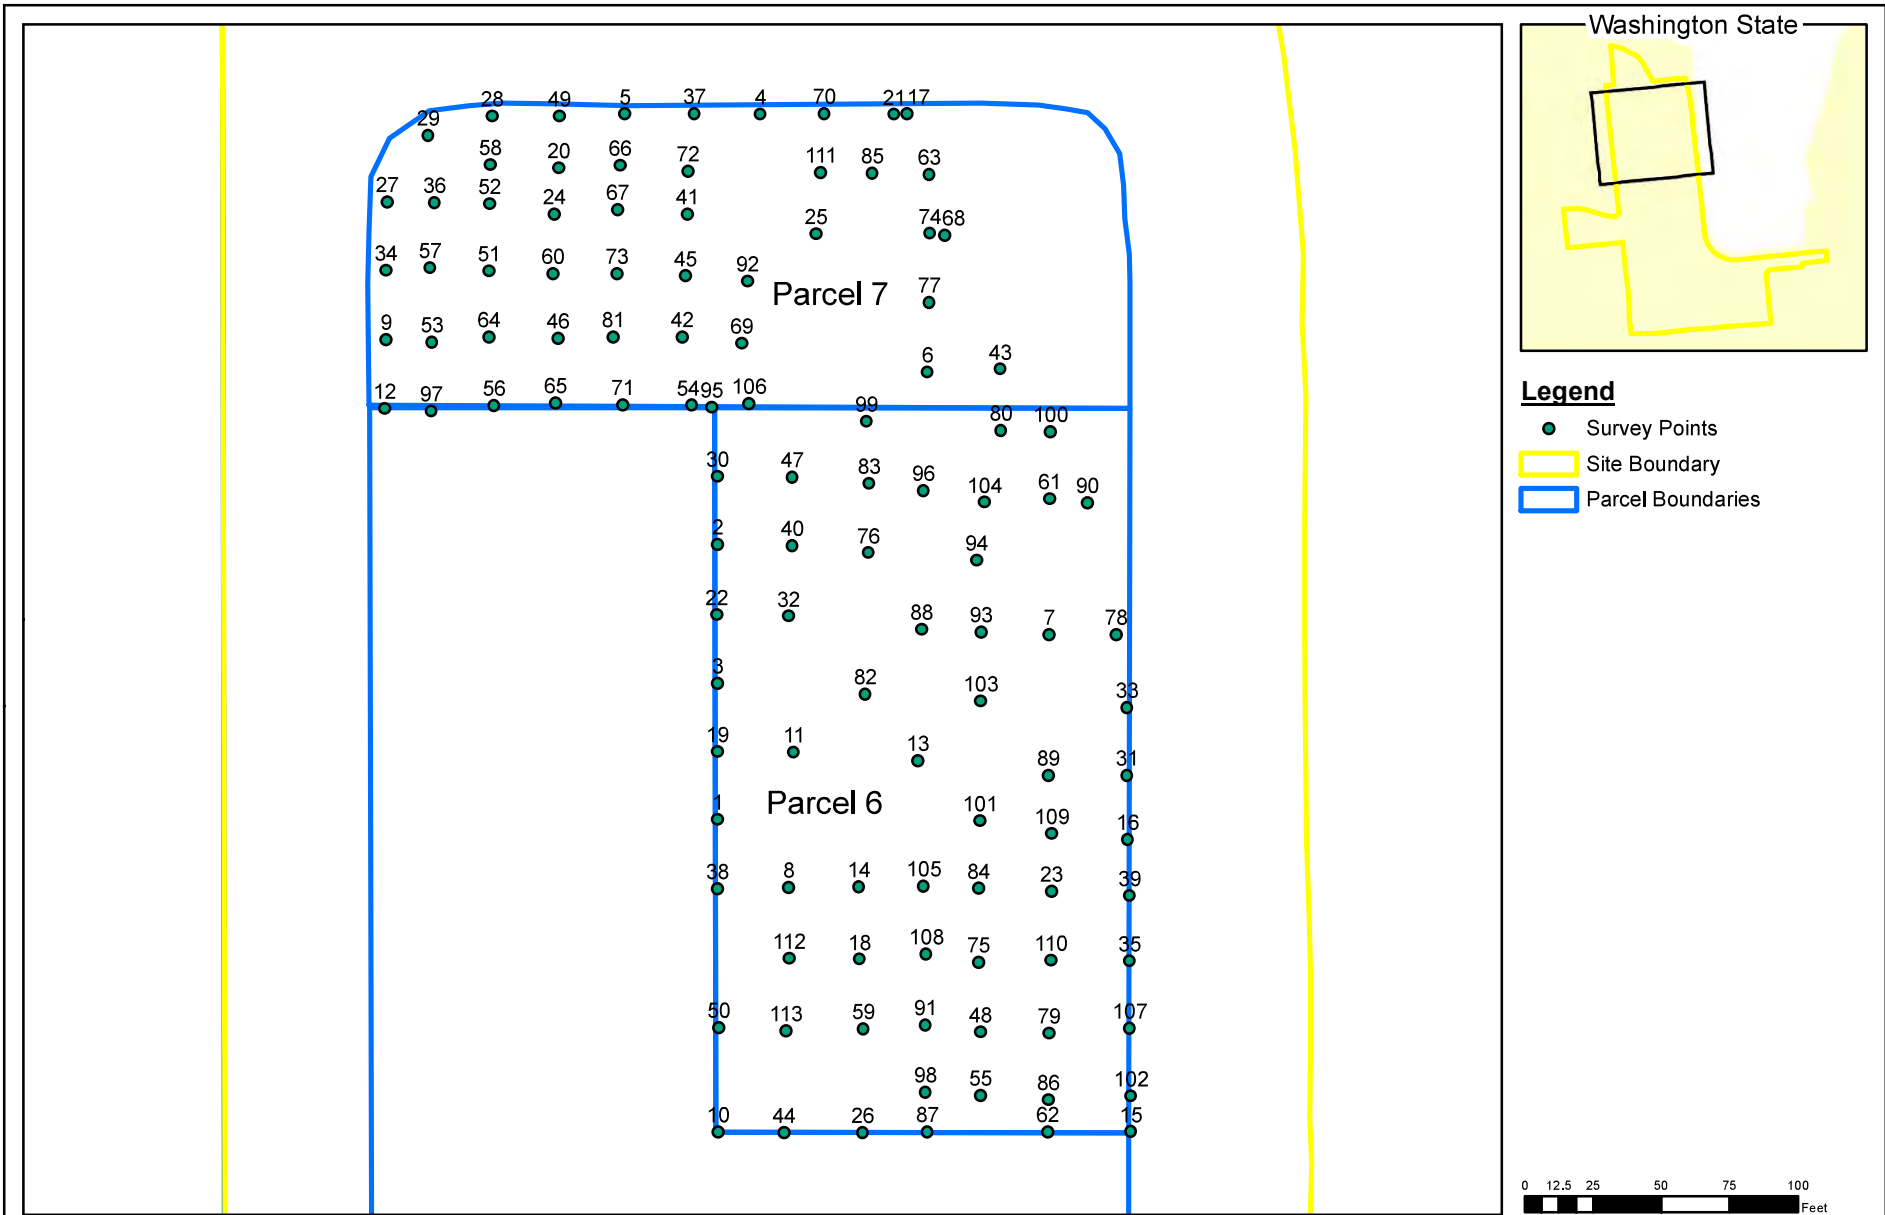 Washington State
28 49 5 37 4 70 21 17
29
58 20 66 72 111 85 63
27 36 52 24 67 41
25 74 68
34 57 51 60 73 45 92
Parcel 7
77
9 53 64 46 81 42 69
6 43
12 97 56 65 71 54 95 106
99 80 100
30 47 83 96 104 61 90
2 40 76 94
22 32 88 93 7 78
3 82 103 33
19 11 13 89 31
Parcel 6
1 101 109 16
38 8 14 105 84 23 39
112 18 108 75 110 35
50 113 59 91 48 79 107
98 55 86 102
10 44 26 87 62 15
Legend
Survey Points
Site Boundary
Parcel Boundaries
0 12.5 25 50 75 100
Feet